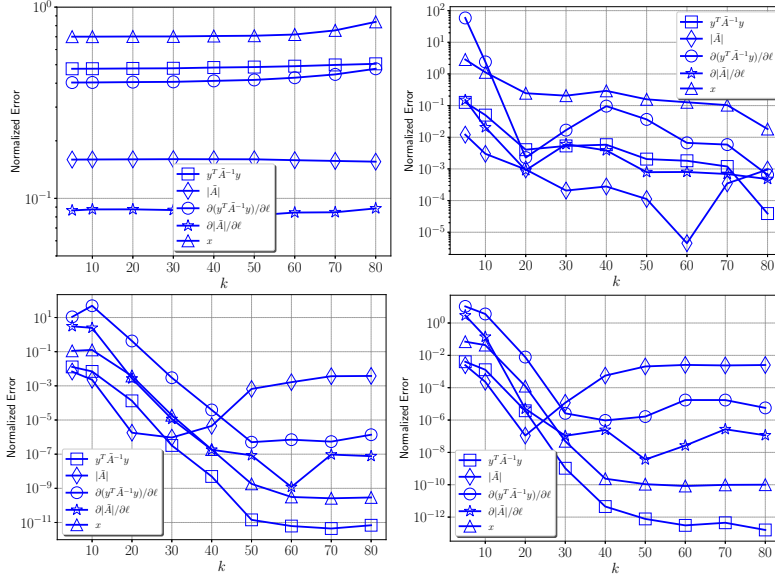 10^0
10^-1
Normalized Error
y^T Ã^-1 y
|Ã|
∂(y^T Ã^-1 y)/∂ℓ
∂|Ã|/∂ℓ
x
10 20 30 40 50 60 70 80
k
10^2
10^1
10^0
10^-1
10^-2
10^-3
10^-4
10^-5
Normalized Error
y^T Ã^-1 y
|Ã|
∂(y^T Ã^-1 y)/∂ℓ
∂|Ã|/∂ℓ
x
10 20 30 40 50 60 70 80
k
10^1
10^-1
10^-3
10^-5
10^-7
10^-9
10^-11
Normalized Error
y^T Ã^-1 y
|Ã|
∂(y^T Ã^-1 y)/∂ℓ
∂|Ã|/∂ℓ
x
10 20 30 40 50 60 70 80
k
10^0
10^-2
10^-4
10^-6
10^-8
10^-10
10^-12
Normalized Error
y^T Ã^-1 y
|Ã|
∂(y^T Ã^-1 y)/∂ℓ
∂|Ã|/∂ℓ
x
10 20 30 40 50 60 70 80
k